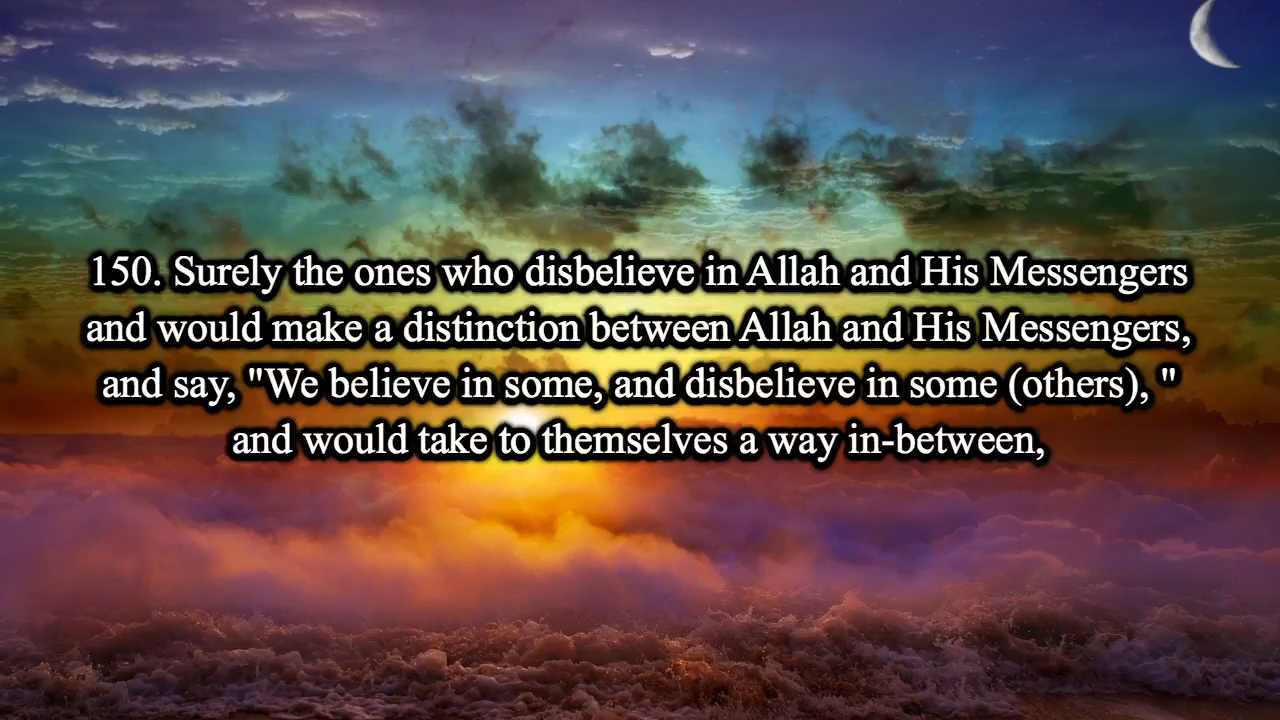 150. Surely the ones who disbelieve in Allah and His Messengers
and would make a distinction between Allah and His Messengers,
and say, "We believe in some, and disbelieve in some (others), "
and would take to themselves a way in-between,